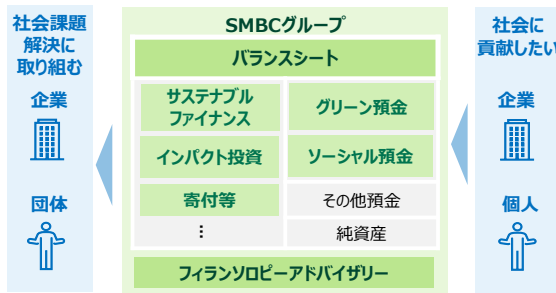 社会課題
解決に
取り組む
企業
団体
SMBCグループ
バランスシート
サステナブル
ファイナンス
グリーン預金
インパクト投資
ソーシャル預金
寄付等
その他預金
⋮
純資産
フィランソロピーアドバイザリー
社会に
貢献したい
企業
個人